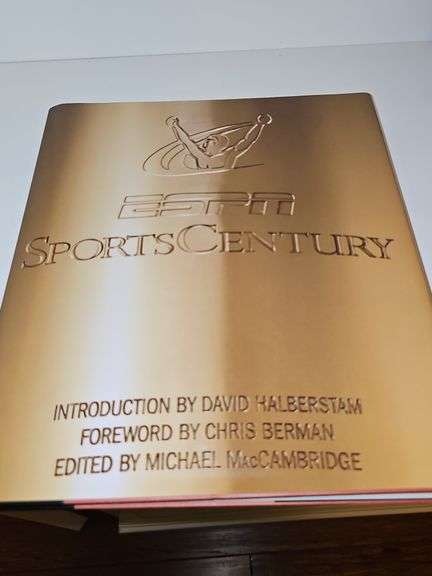 ESPN
SPORTSCENTURY
INTRODUCTION BY DAVID HALBERSTAM
FOREWORD BY CHRIS BERMAN
EDITED BY MICHAEL MacCAMBRIDGE